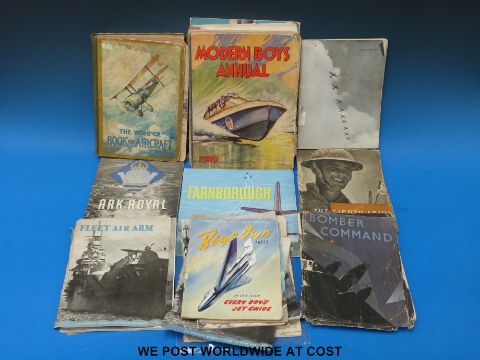 THE WONDER
BOOK OF AIRCRAFT
MODERN BOYS
ANNUAL
ARK ROYAL
FARNBOROUGH
FLEET AIR ARM
Boy's Own
PAPER
EVERY BOY'S
JET GUIDE
BOMBER
COMMAND
WE POST WORLDWIDE AT COST